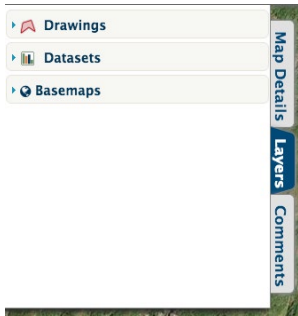 Drawings
Datasets
Basemaps
Map Details
Layers
Comments